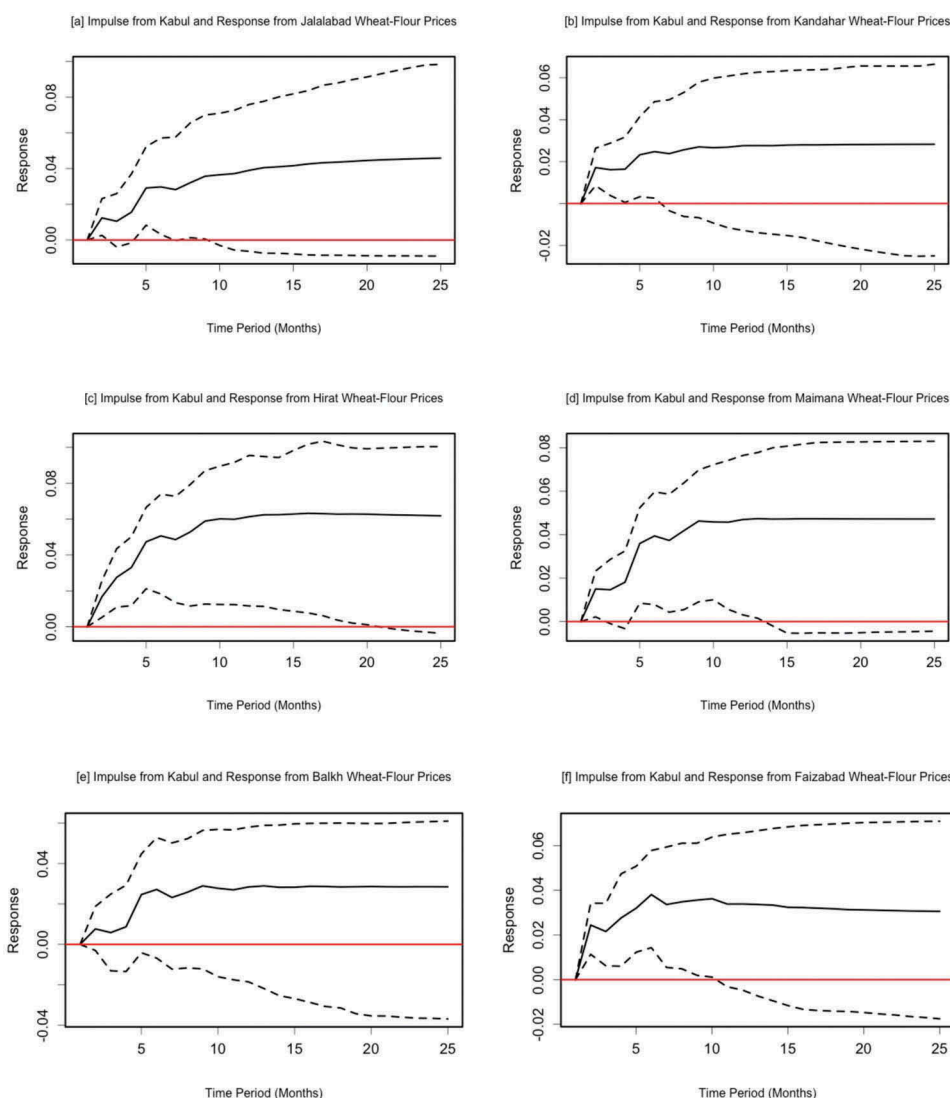 [a] Impulse from Kabul and Response from Jalalabad Wheat-Flour Prices
Response
0.00 0.04 0.08
5 10 15 20 25
Time Period (Months)
[b] Impulse from Kabul and Response from Kandahar Wheat-Flour Prices
Response
-0.02 0.02 0.06
5 10 15 20 25
Time Period (Months)
[c] Impulse from Kabul and Response from Hirat Wheat-Flour Prices
Response
0.00 0.04 0.08
5 10 15 20 25
Time Period (Months)
[d] Impulse from Kabul and Response from Maimana Wheat-Flour Prices
Response
0.00 0.02 0.04 0.06 0.08
5 10 15 20 25
Time Period (Months)
[e] Impulse from Kabul and Response from Balkh Wheat-Flour Prices
Response
-0.04 0.00 0.04
5 10 15 20 25
Time Period (Months)
[f] Impulse from Kabul and Response from Faizabad Wheat-Flour Prices
Response
-0.02 0.00 0.02 0.04 0.06
5 10 15 20 25
Time Period (Months)